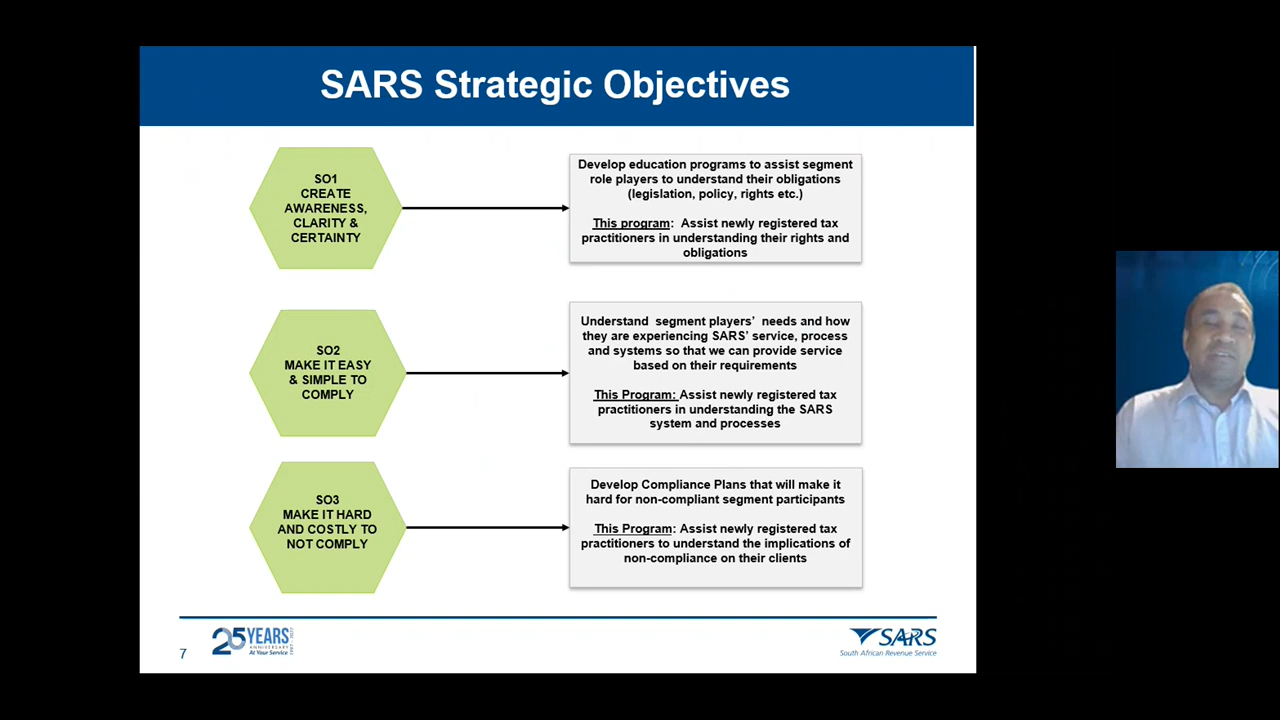 SARS Strategic Objectives
SO1
CREATE
AWARENESS,
CLARITY &
CERTAINTY
Develop education programs to assist segment
role players to understand their obligations
(legislation, policy, rights etc.)
This program: Assist newly registered tax
practitioners in understanding their rights and
obligations
SO2
MAKE IT EASY
& SIMPLE TO
COMPLY
Understand segment players' needs and how
they are experiencing SARS' service, process
and systems so that we can provide service
based on their requirements
This Program: Assist newly registered tax
practitioners in understanding the SARS
system and processes
SO3
MAKE IT HARD
AND COSTLY TO
NOT COMPLY
Develop Compliance Plans that will make it
hard for non-compliant segment participants
This Program: Assist newly registered tax
practitioners to understand the implications of
non-compliance on their clients
7
25 YEARS
ANNIVERSARY
At Your Service
SARS
South African Revenue Service